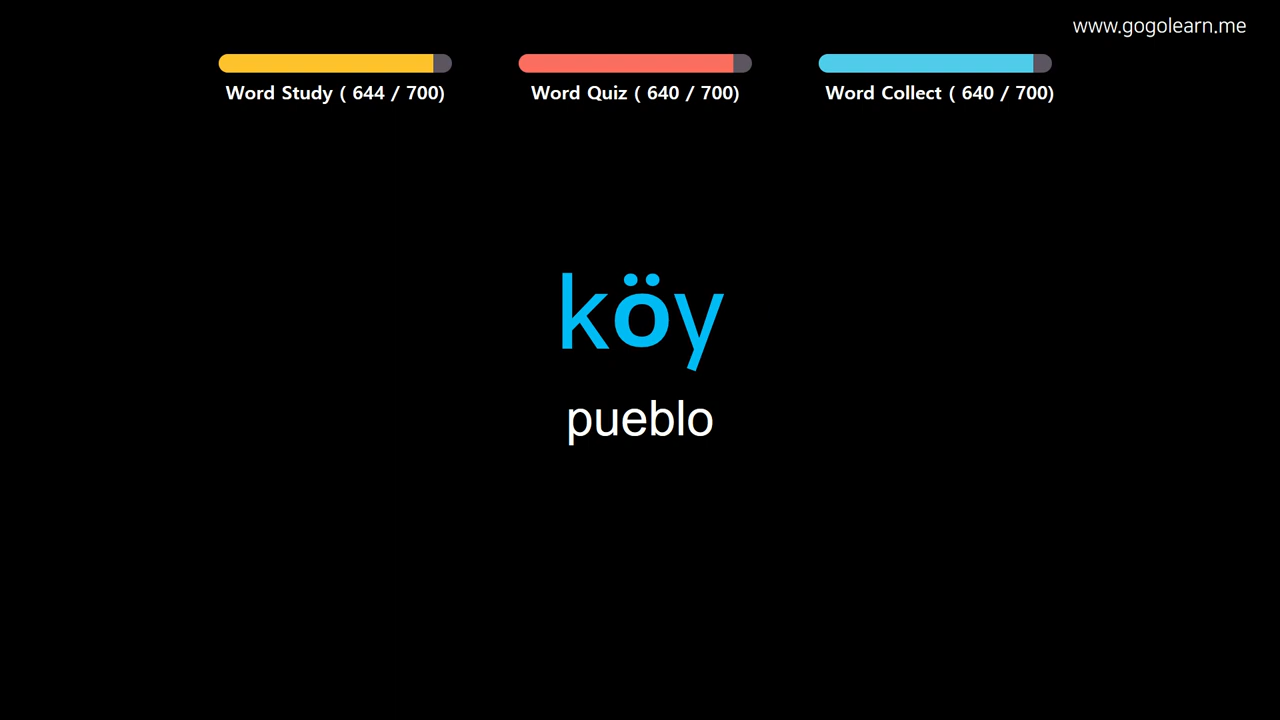 www.gogolearn.me
Word Study ( 644 / 700)
Word Quiz ( 640 / 700)
Word Collect ( 640 / 700)
köy
pueblo